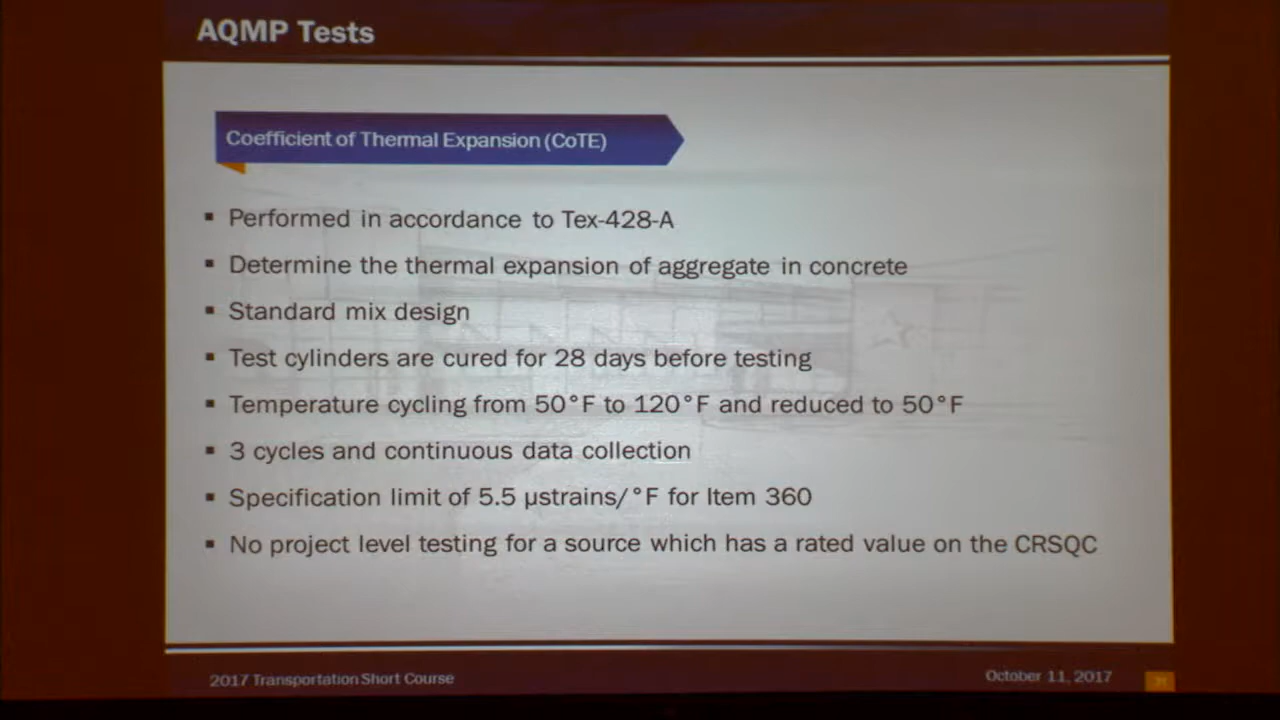 AQMP Tests
Coefficient of Thermal Expansion (CoTE)
▪ Performed in accordance to Tex-428-A
▪ Determine the thermal expansion of aggregate in concrete
▪ Standard mix design
▪ Test cylinders are cured for 28 days before testing
▪ Temperature cycling from 50°F to 120°F and reduced to 50°F
▪ 3 cycles and continuous data collection
▪ Specification limit of 5.5 µstrains/°F for Item 360
▪ No project level testing for a source which has a rated value on the CRSQC
2017 Transportation Short Course
October 11, 2017